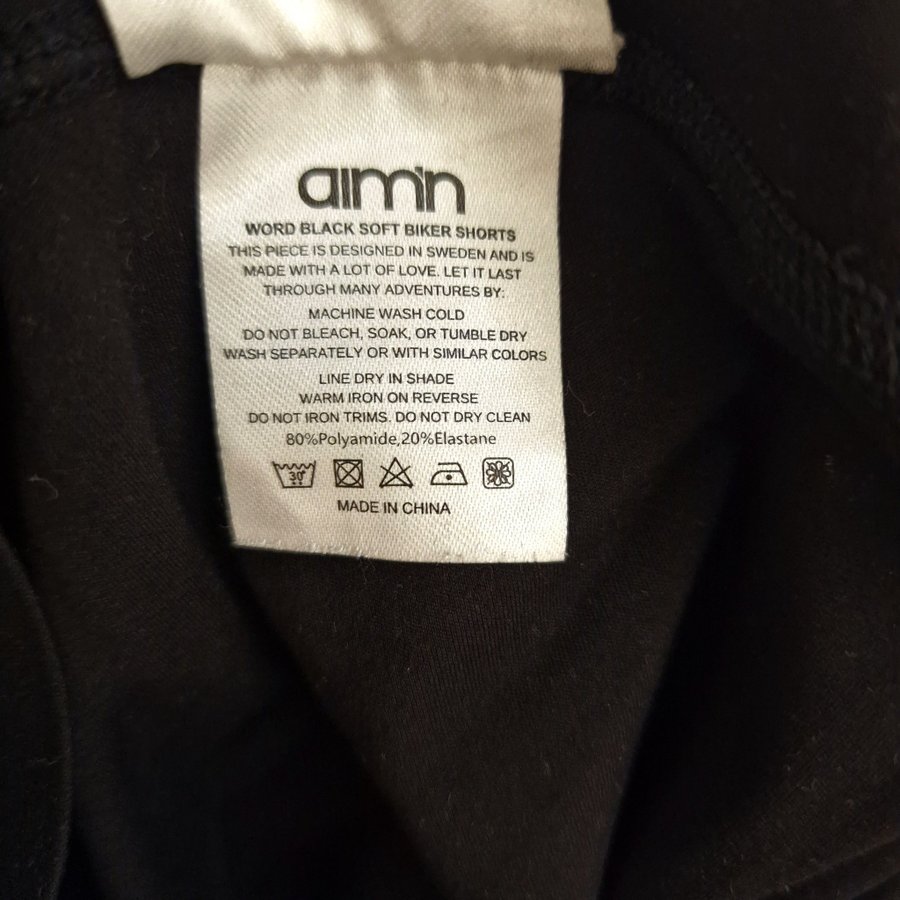 aim'n
WORD BLACK SOFT BIKER SHORTS
THIS PIECE IS DESIGNED IN SWEDEN AND IS
MADE WITH A LOT OF LOVE. LET IT LAST
THROUGH MANY ADVENTURES BY:
MACHINE WASH COLD
DO NOT BLEACH, SOAK, OR TUMBLE DRY
WASH SEPARATELY OR WITH SIMILAR COLORS
LINE DRY IN SHADE
WARM IRON ON REVERSE
DO NOT IRON TRIMS. DO NOT DRY CLEAN
80%Polyamide,20%Elastane
30°
MADE IN CHINA